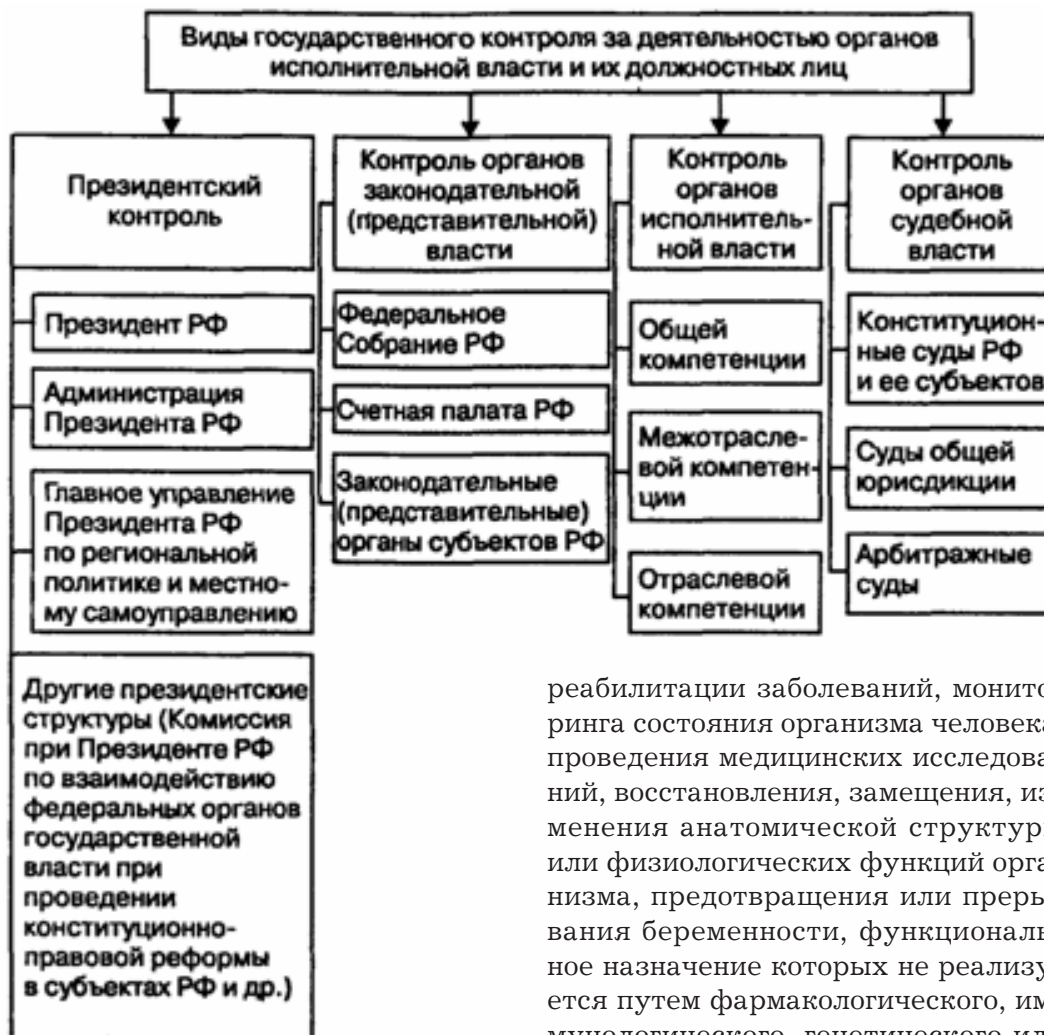 Виды государственного контроля за деятельностью органов
исполнительной власти и их должностных лиц
Президентский
контроль
Президент РФ
Администрация
Президента РФ
Главное управление
Президента РФ
по региональной
политике и местно-
му самоуправлению
Другие президентские
структуры (Комиссия
при Президенте РФ
по взаимодействию
федеральных органов
государственной
власти при
проведении
конституционно-
правовой реформы
в субъектах РФ и др.)
Контроль органов
законодательной
(представительной)
власти
Федеральное
Собрание РФ
Счетная палата РФ
Законодательные
(представительные)
органы субъектов РФ
Контроль
органов
исполнитель-
ной власти
Общей
компетенции
Межотрасле-
вой компетен-
ции
Отраслевой
компетенции
Контроль
органов
судебной
власти
Конституцион-
ные суды РФ
и ее субъектов
Суды общей
юрисдикции
Арбитражные
суды
реабилитации заболеваний, монито
ринга состояния организма человека
проведения медицинских исследова
ний, восстановления, замещения, из
менения анатомической структуры
или физиологических функций орга
низма, предотвращения или преры
вания беременности, функциональ
ное назначение которых не реализу
ется путем фармакологического, им
мунологического, генетического ил